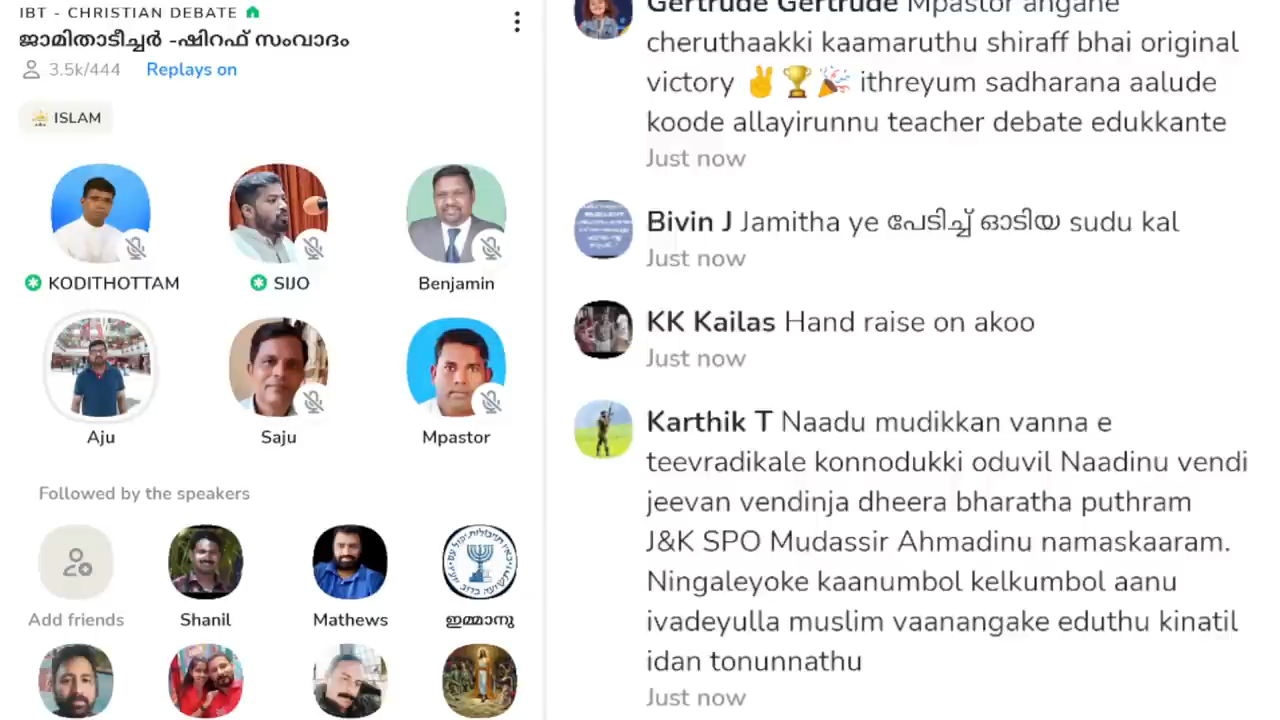 IBT - CHRISTIAN DEBATE
ജാമിതാടീച്ചർ -ഷിറഫ് സംവാദം
3.5k/444 Replays on
ISLAM
KODITHOTTAM
SIJO
Benjamin
Aju
Saju
Mpastor
Followed by the speakers
Add friends
Shanil
Mathews
ഇമ്മാനു
Gertrude Gertrude Mpastor angane
cheruthaakki kaamaruthu shiraff bhai original
victory ✌️🏆🎉 ithreyum sadharana aalude
koode allayirunnu teacher debate edukkante
Just now
Bivin J Jamitha ye പേടിച്ച് ഓടിയ sudu kal
Just now
KK Kailas Hand raise on akoo
Just now
Karthik T Naadu mudikkan vanna e
teevradikale konnodukki oduvil Naadinu vendi
jeevan vendinja dheera bharatha puthram
J&K SPO Mudassir Ahmadinu namaskaaram.
Ningaleyoke kaanumbol kelkumbol aanu
ivadeyulla muslim vaanangake eduthu kinatil
idan tonunnathu
Just now